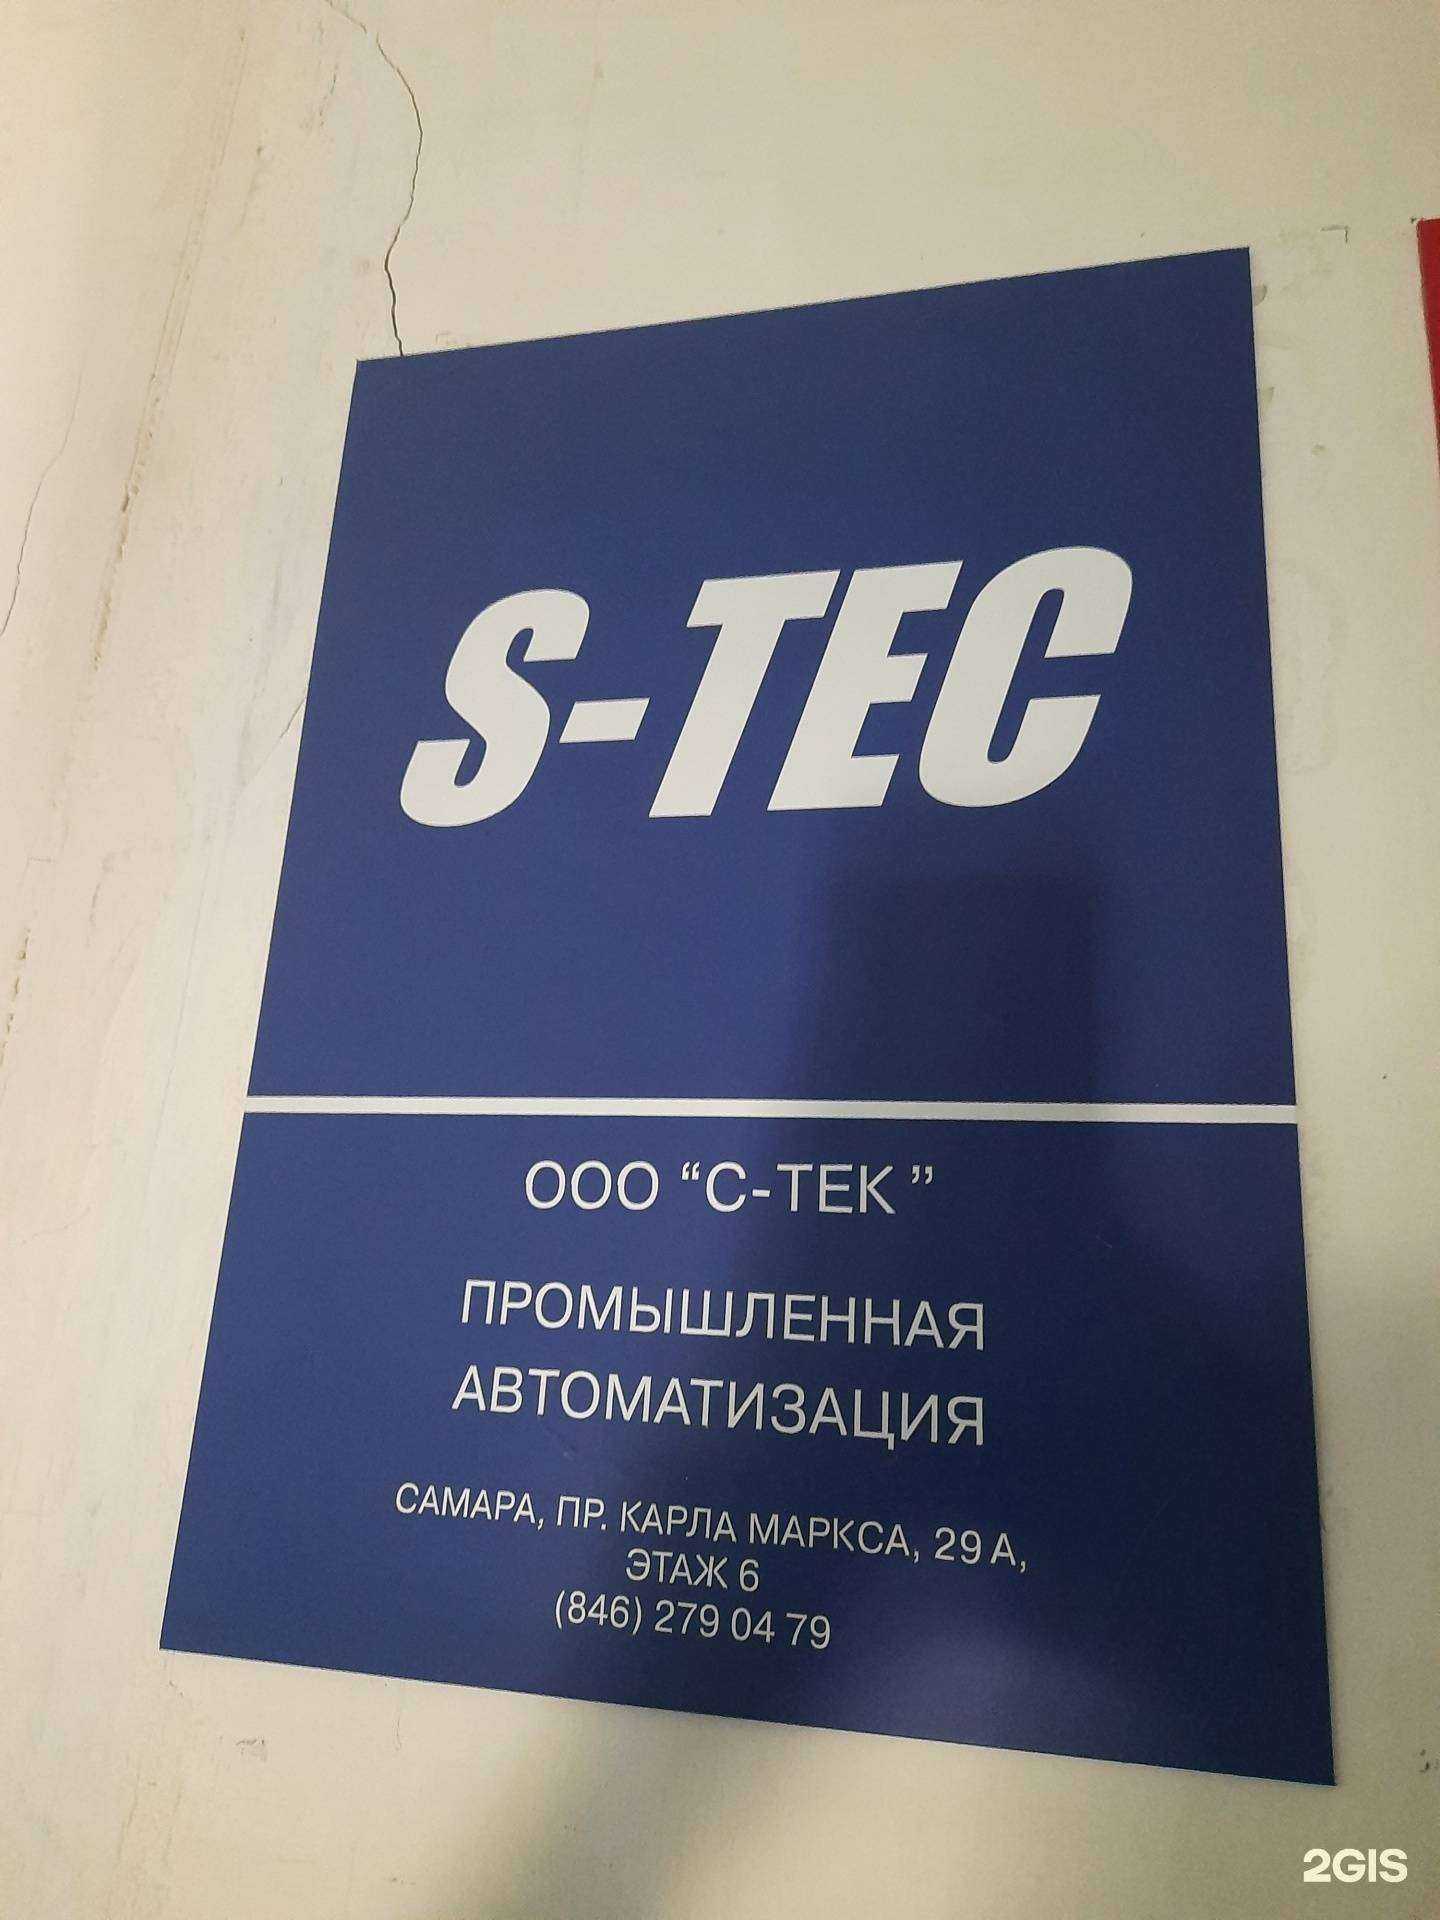 S-TEC
ООО “С-ТЕК ”
ПРОМЫШЛЕННАЯ
АВТОМАТИЗАЦИЯ
САМАРА, ПР. КАРЛА МАРКСА, 29 А,
ЭТАЖ 6
(846) 279 04 79
2GIS